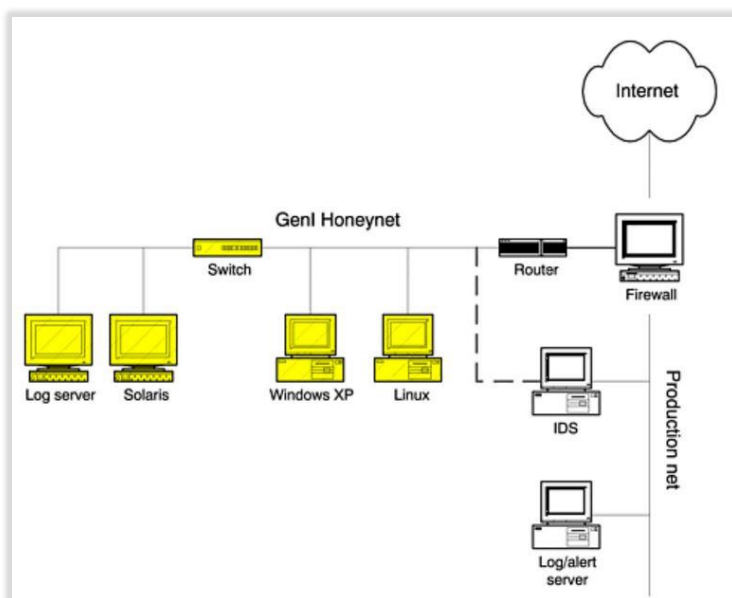 Internet
GenI Honeynet
Switch
Router
Firewall
Log server
Solaris
Windows XP
Linux
IDS
Production net
Log/alert
server